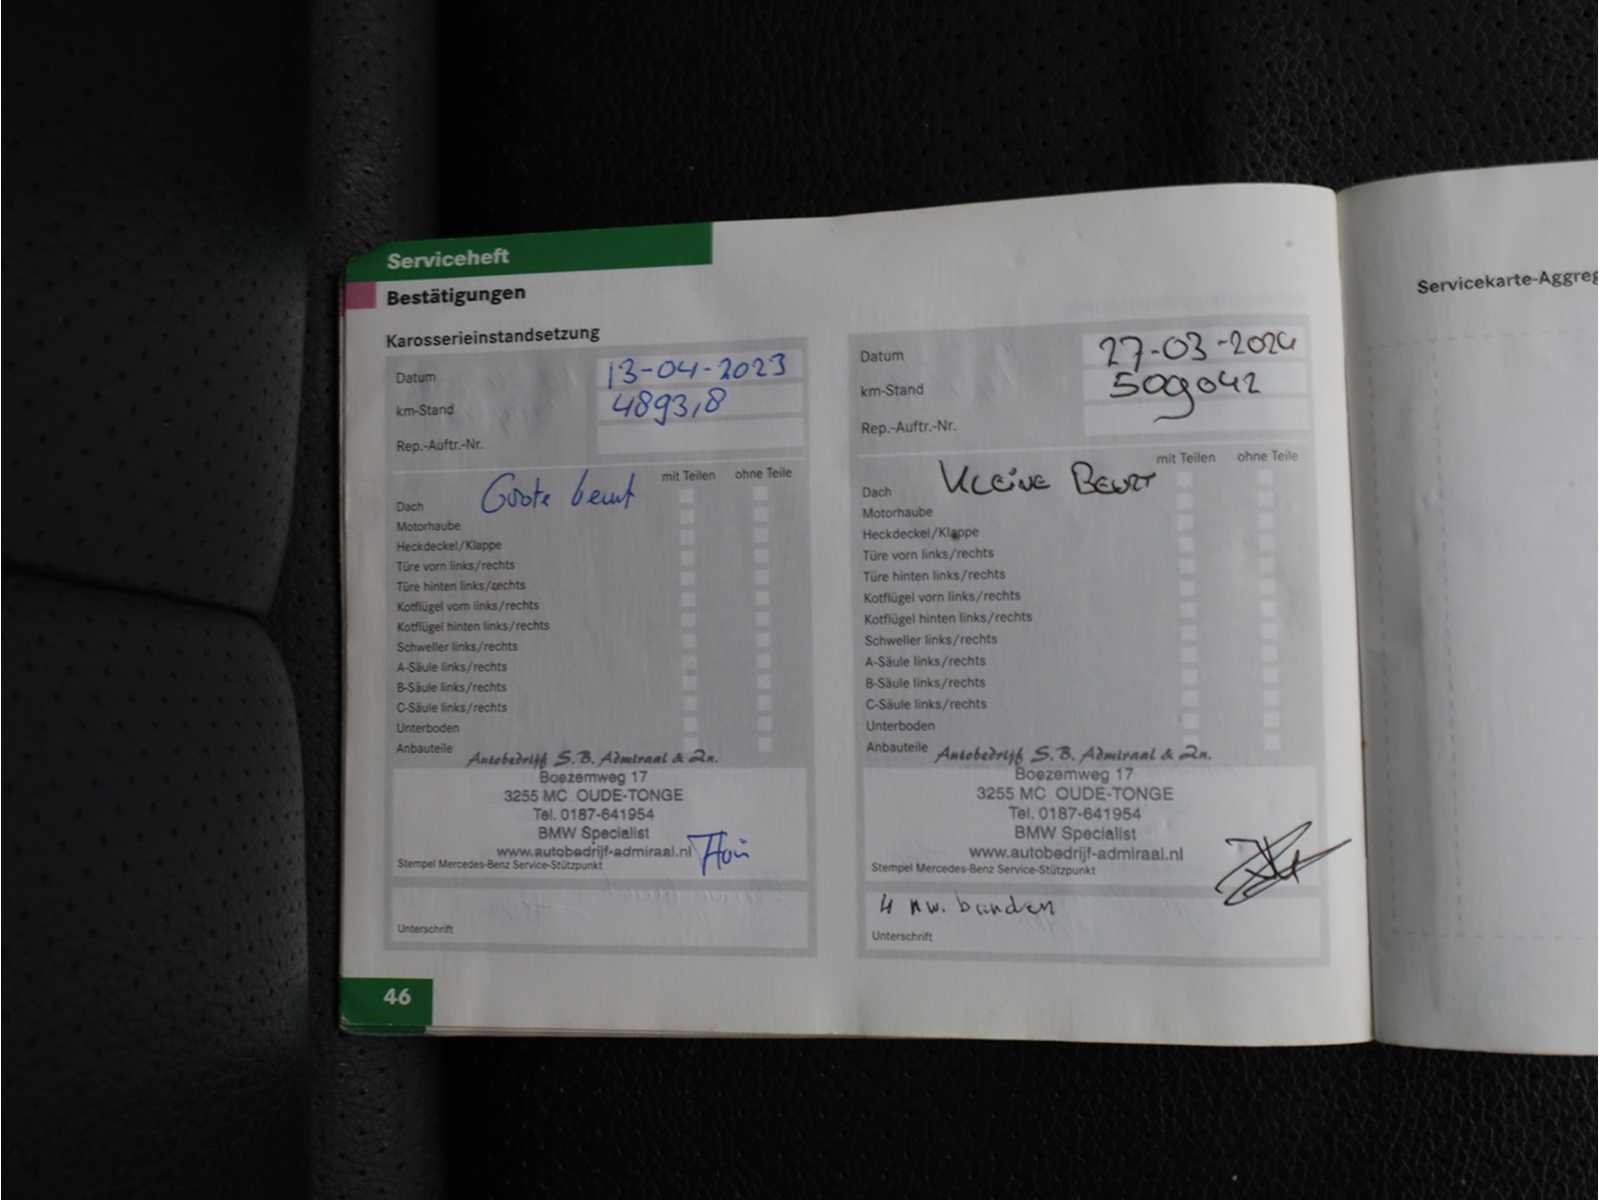 Serviceheft
Bestätigungen
Karosserieinstandsetzung
Datum 13-04-2023
km-Stand 4893,8
Rep.-Auftr.-Nr.
mit Teilen ohne Teile
Grote beurt
Dach
Motorhaube
Heckdeckel/Klappe
Türe vorn links/rechts
Türe hinten links/rechts
Kotflügel vorn links/rechts
Kotflügel hinten links/rechts
Schweller links/rechts
A-Säule links/rechts
B-Säule links/rechts
C-Säule links/rechts
Unterboden
Anbauteile
Autobedrijf S.B. Admiraal & Zn.
Boezemweg 17
3255 MC OUDE-TONGE
Tel. 0187-641954
BMW Specialist
www.autobedrijf-admiraal.nl
Stempel Mercedes-Benz Service-Stützpunkt
Unterschrift
46
Datum 27-03-2024
km-Stand 509042
Rep.-Auftr.-Nr.
mit Teilen ohne Teile
Kleine Beurt
Dach
Motorhaube
Heckdeckel/Klappe
Türe vorn links/rechts
Türe hinten links/rechts
Kotflügel vorn links/rechts
Kotflügel hinten links/rechts
Schweller links/rechts
A-Säule links/rechts
B-Säule links/rechts
C-Säule links/rechts
Unterboden
Anbauteile
Autobedrijf S.B. Admiraal & Zn.
Boezemweg 17
3255 MC OUDE-TONGE
Tel. 0187-641954
BMW Specialist
www.autobedrijf-admiraal.nl
Stempel Mercedes-Benz Service-Stützpunkt
4 nw. banden
Unterschrift
Servicekarte-Aggreg